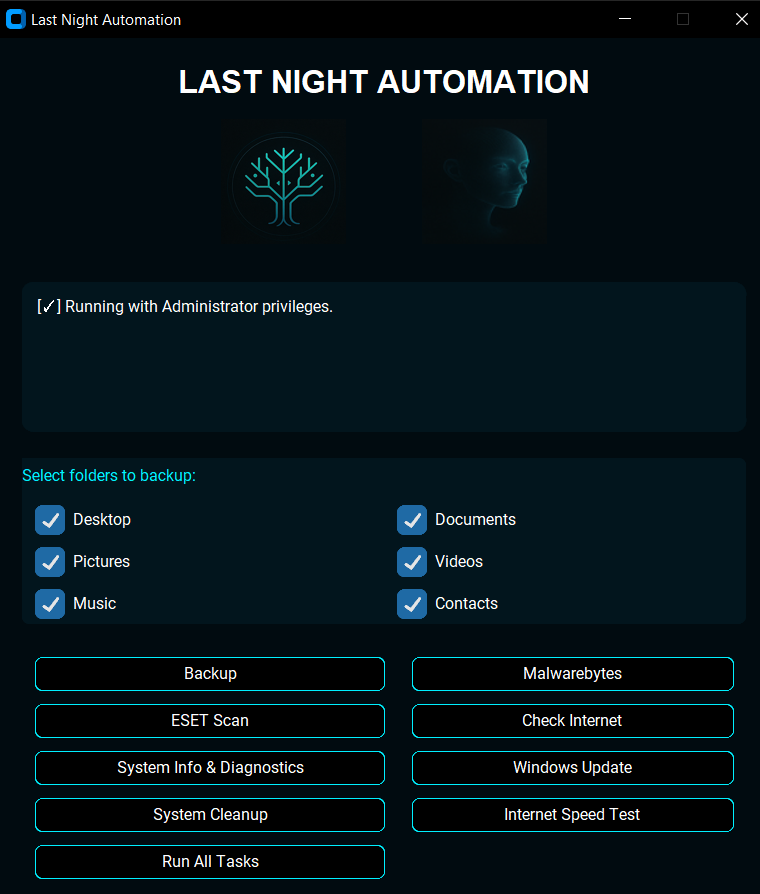 Last Night Automation
LAST NIGHT AUTOMATION
[✓] Running with Administrator privileges.
Select folders to backup:
Desktop
Documents
Pictures
Videos
Music
Contacts
Backup
Malwarebytes
ESET Scan
Check Internet
System Info & Diagnostics
Windows Update
System Cleanup
Internet Speed Test
Run All Tasks